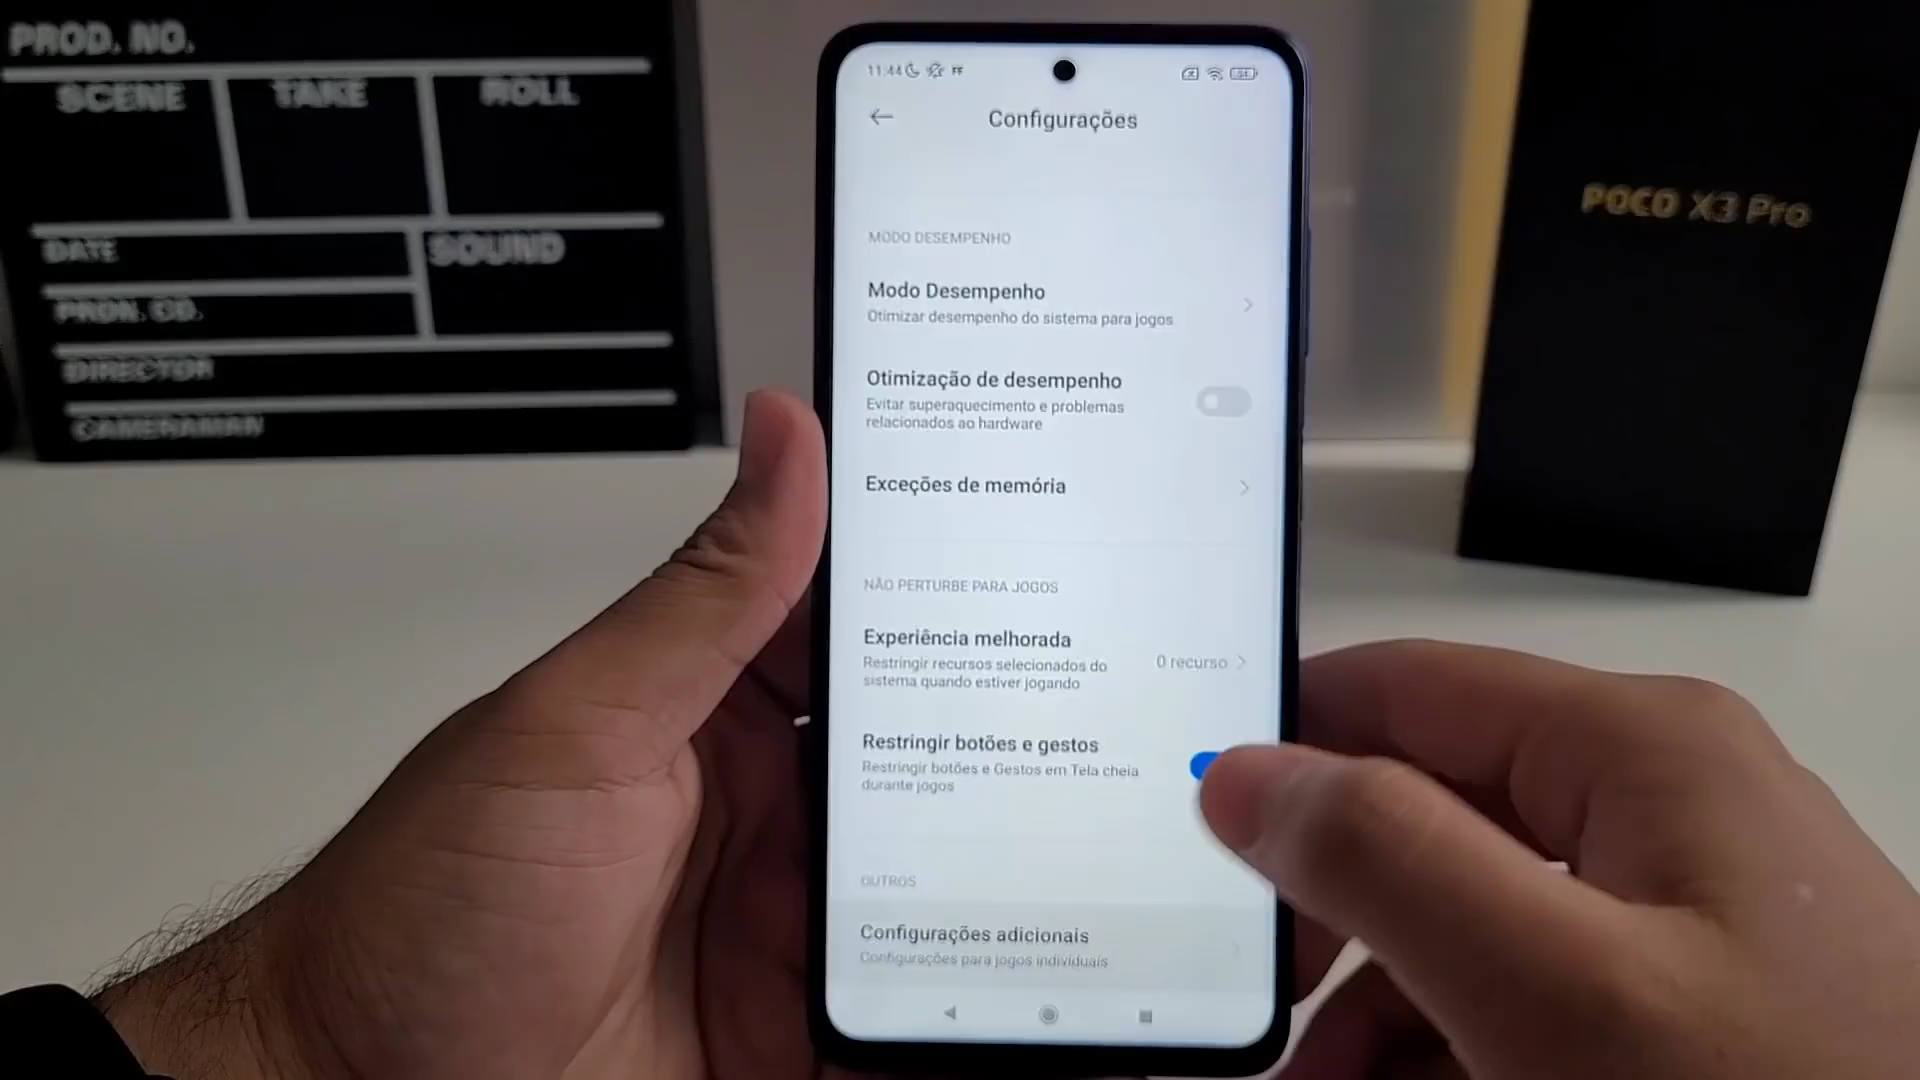 PROD. NO.
SCENE
TAKE
ROLL
DATE
SOUND
PROD. CO.
DIRECTOR
CAMERAMAN
11:44
Configurações
MODO DESEMPENHO
Modo Desempenho
Otimizar desempenho do sistema para jogos
Otimização de desempenho
Evitar superaquecimento e problemas
relacionados ao hardware
Exceções de memória
NÃO PERTURBE PARA JOGOS
Experiência melhorada
Restringir recursos selecionados do
sistema quando estiver jogando
0 recurso
Restringir botões e gestos
Restringir botões e Gestos em Tela cheia
durante jogos
OUTROS
Configurações adicionais
Configurações para jogos individuais
POCO X3 Pro